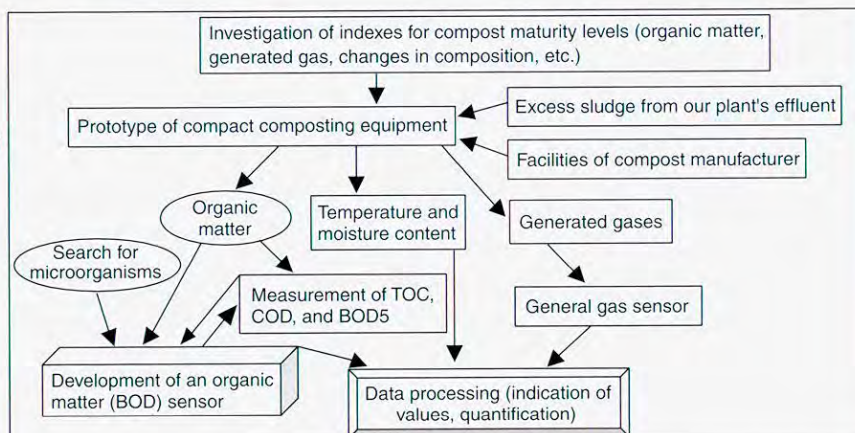 Investigation of indexes for compost maturity levels (organic matter,
generated gas, changes in composition, etc.)
Prototype of compact composting equipment
Excess sludge from our plant's effluent
Facilities of compost manufacturer
Organic
matter
Temperature and
moisture content
Generated gases
Search for
microorganisms
Measurement of TOC,
COD, and BOD5
General gas sensor
Development of an organic
matter (BOD) sensor
Data processing (indication of
values, quantification)